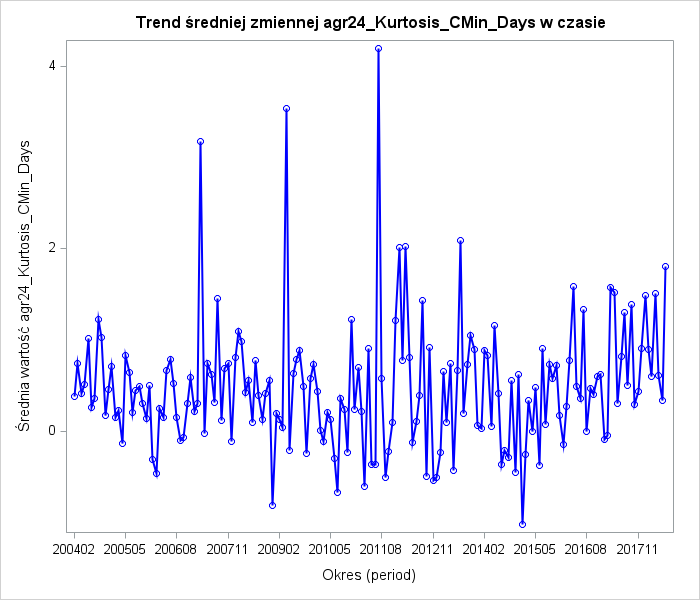 Trend średniej zmiennej agr24_Kurtosis_CMin_Days w czasie
Średnia wartość agr24_Kurtosis_CMin_Days
4
2
0
200402 200505 200608 200711 200902 201005 201108 201211 201402 201505 201608 201711
Okres (period)